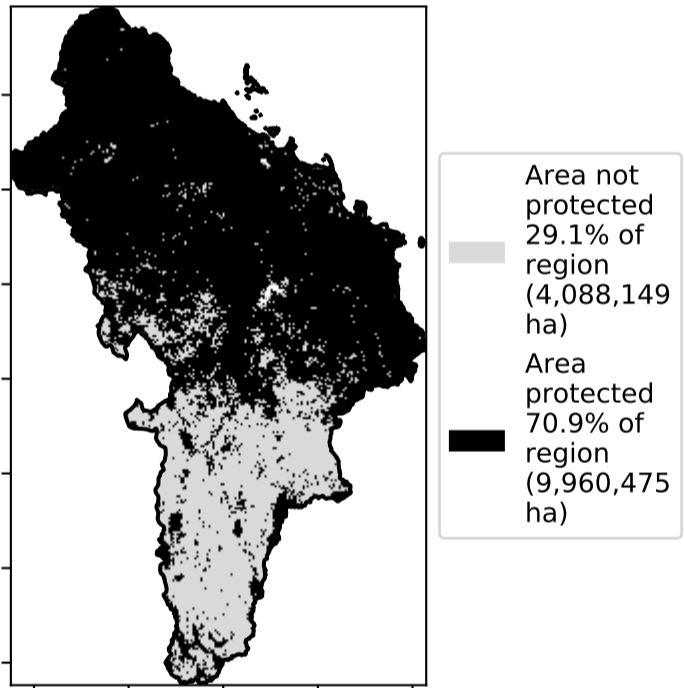 Area not
protected
29.1% of
region
(4,088,149
ha)
Area
protected
70.9% of
region
(9,960,475
ha)